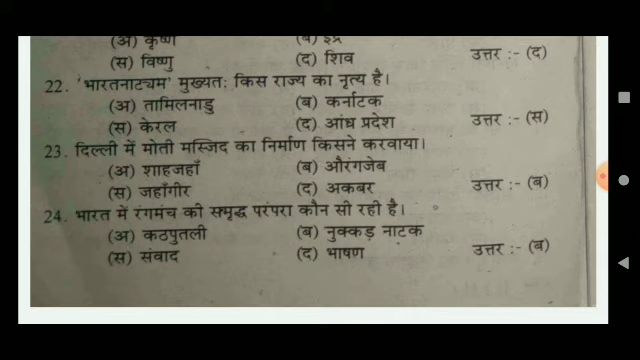 (अ) कृष्ण (ब) इंद्र
(स) विष्णु (द) शिव उत्तर :- (द)
22. 'भारतनाट्यम' मुख्यतः किस राज्य का नृत्य है।
(अ) तामिलनाडु (ब) कर्नाटक
(स) केरल (द) आंध्र प्रदेश उत्तर :- (स)
23. दिल्ली में मोती मस्जिद का निर्माण किसने करवाया।
(अ) शाहजहाँ (ब) औरंगजेब
(स) जहाँगीर (द) अकबर उत्तर :- (ब)
24. भारत में रंगमंच की समृद्ध परंपरा कौन सी रही है।
(अ) कठपुतली (ब) नुक्कड़ नाटक
(स) संवाद (द) भाषण उत्तर :- (ब)